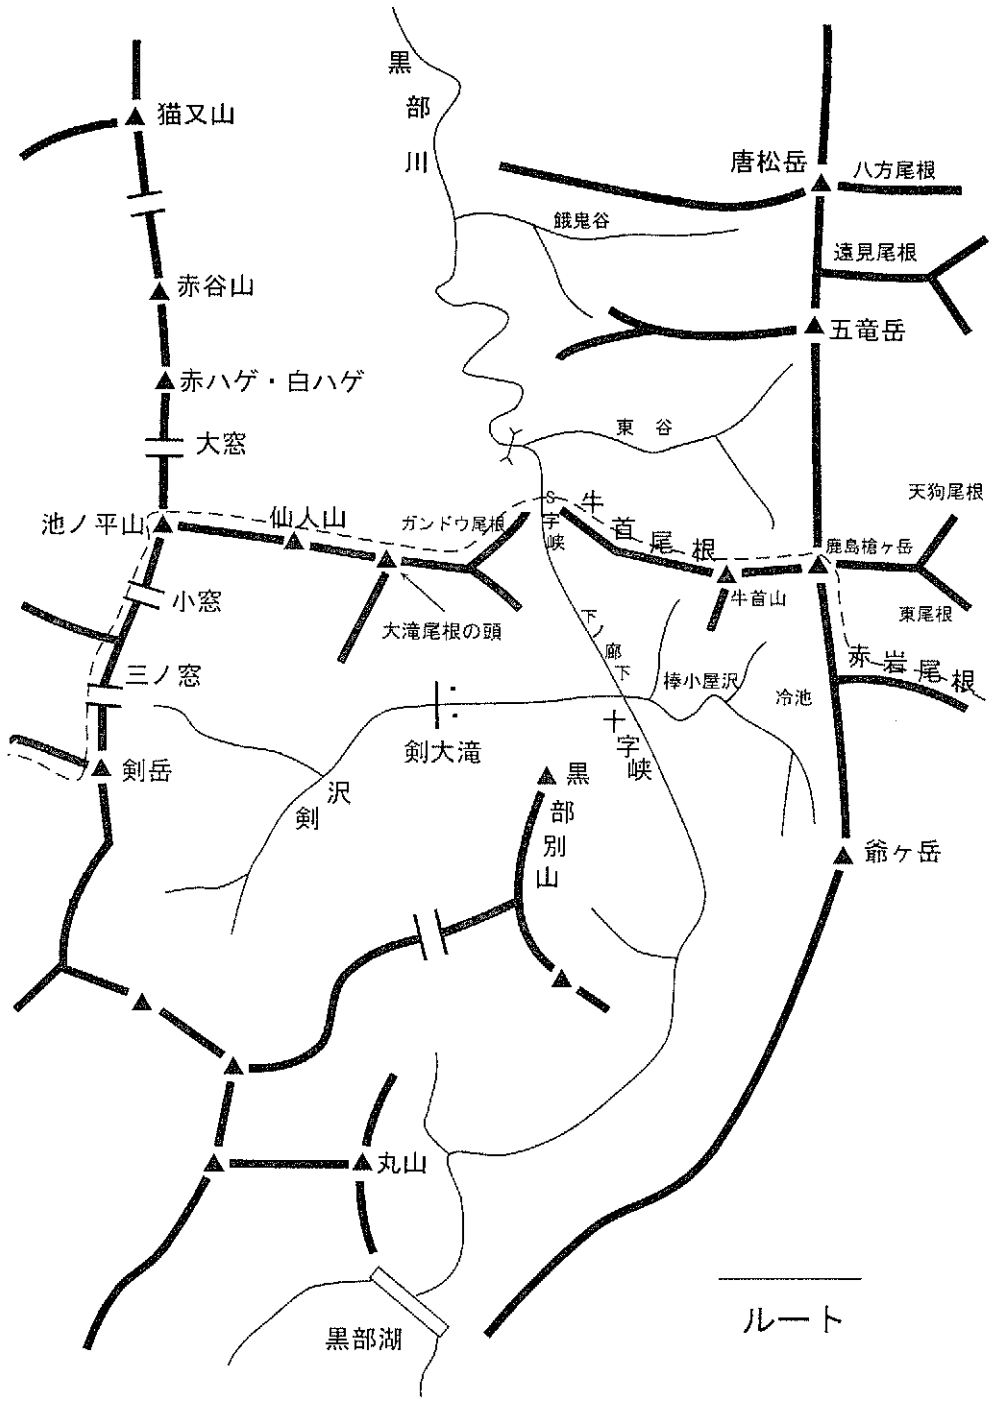 黒部川
猫又山
唐松岳
八方尾根
餓鬼谷
遠見尾根
赤谷山
五竜岳
赤ハゲ・白ハゲ
東谷
大窓
天狗尾根
池ノ平山
仙人山
ガンドウ尾根
S字峡
牛首尾根
鹿島槍ヶ岳
小窓
牛首山
東尾根
大滝尾根の頭
下ノ廊下
赤岩尾根
三ノ窓
棒小屋沢
冷池
剣大滝
十字峡
剣岳
黒部別山
剣沢
爺ヶ岳
丸山
黒部湖
ルート